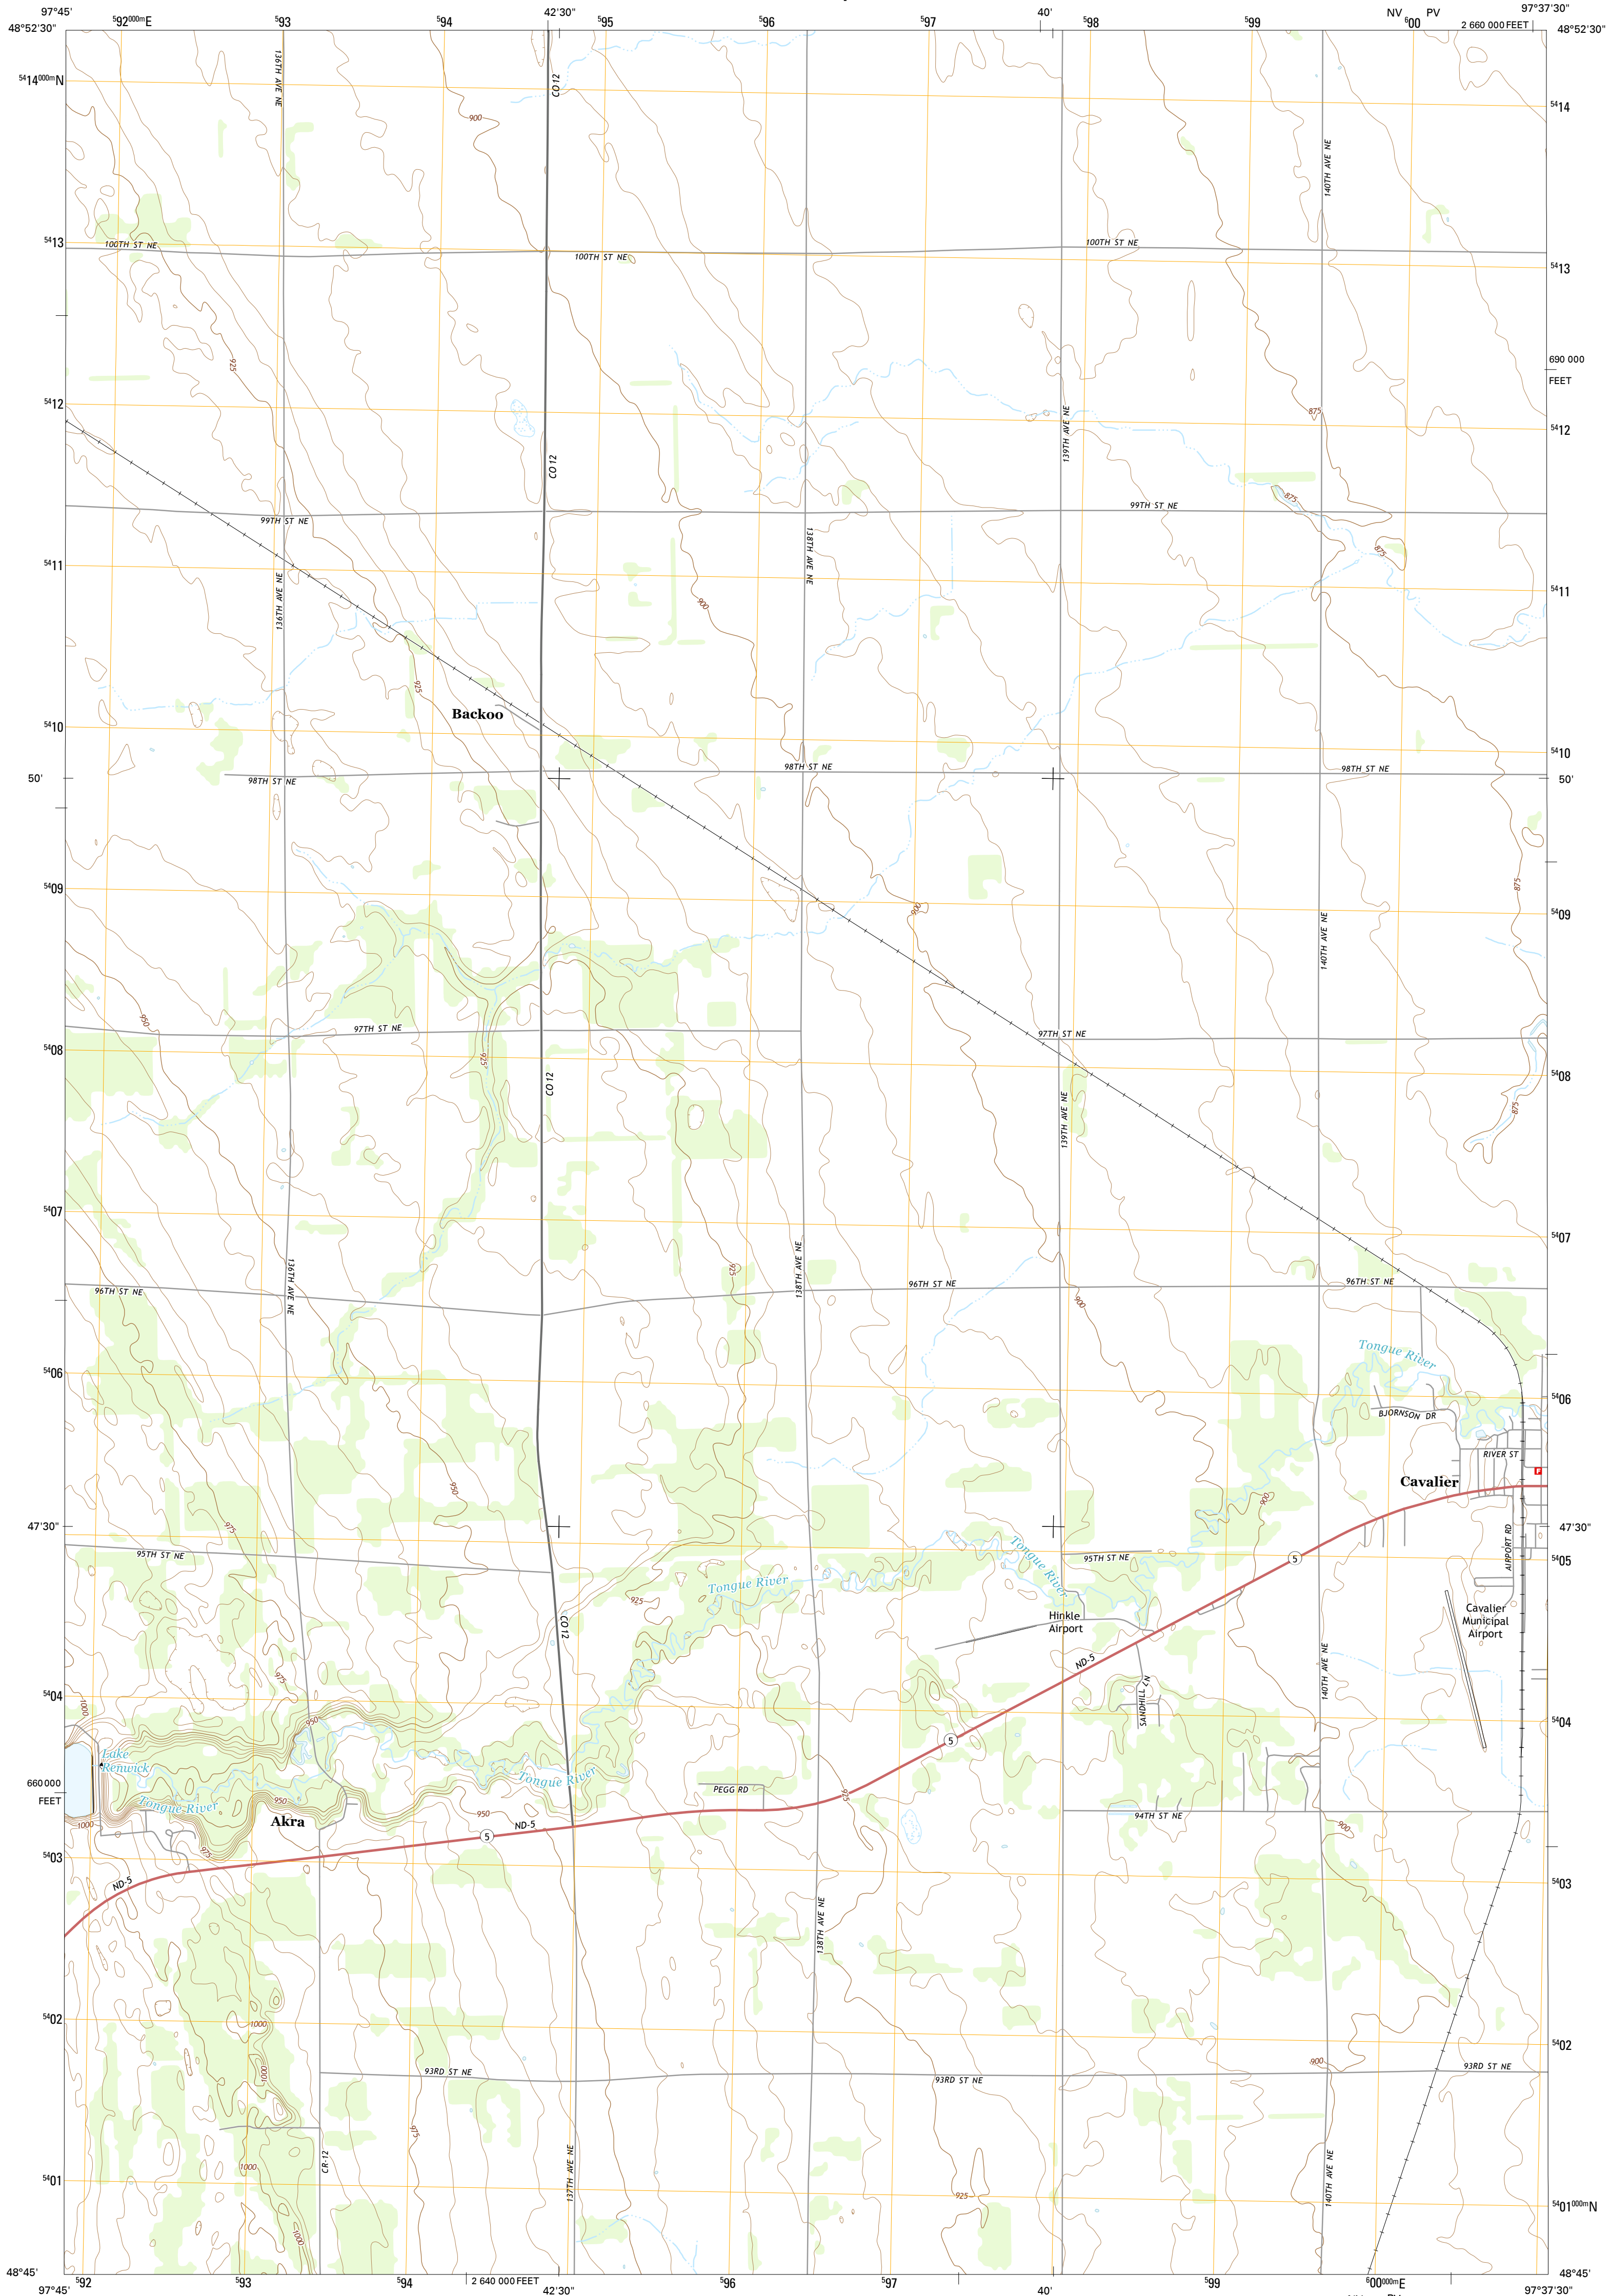 97°45'
⁵92⁰⁰⁰ᵐE
⁵93
⁵94
42'30"
⁵95
⁵96
⁵97
40'
⁵98
⁵99
NV PV
⁶00
2 660 000 FEET
97°37'30"
48°52'30"
48°52'30"
136TH AVE NE
CO 12
⁵⁴14⁰⁰⁰ᵐN
⁵⁴14
900
140TH AVE NE
⁵⁴13
100TH ST NE
100TH ST NE
100TH ST NE
⁵⁴13
925
690 000
FEET
⁵⁴12
875
139TH AVE NE
⁵⁴12
CO 12
99TH ST NE
99TH ST NE
875
138TH AVE NE
875
⁵⁴11
136TH AVE NE
900
⁵⁴11
925
Backoo
⁵⁴10
⁵⁴10
50'
98TH ST NE
98TH ST NE
98TH ST NE
50'
⁵⁴09
875
900
⁵⁴09
140TH AVE NE
950
97TH ST NE
97TH ST NE
⁵⁴08
925
CO 12
⁵⁴08
139TH AVE NE
875
⁵⁴07
⁵⁴07
136TH AVE NE
138TH AVE NE
925
96TH ST NE
96TH ST NE
96TH ST NE
900
Tongue River
⁵⁴06
⁵⁴06
BJORNSON DR
RIVER ST
Cavalier
950
900
F
975
47'30"
47'30"
95TH ST NE
95TH ST NE
5
AIRPORT RD
⁵⁴05
Tongue River
Tongue River
925
Hinkle
Airport
Cavalier
Municipal
Airport
CO 12
975
ND-5
140TH AVE NE
⁵⁴04
1000
SANDHILL LN
950
⁵⁴04
5
Lake
Renwick
660 000
FEET
Tongue River
Tongue River
PEGG RD
925
950
950
94TH ST NE
1000
Akra
ND-5
5
900
975
⁵⁴03
ND-5
⁵⁴03
138TH AVE NE
⁵⁴02
1000
⁵⁴02
900
1000
93RD ST NE
93RD ST NE
93RD ST NE
975
CR-12
1000
137TH AVE NE
140TH AVE NE
⁵⁴01
925
⁵⁴01⁰⁰⁰ᵐN
1000
48°45'
48°45'
97°45'
⁵92
⁵93
⁵94
2 640 000 FEET
42'30"
⁵96
⁵97
40'
⁵99
⁶00⁰⁰⁰ᵐE
97°37'30"